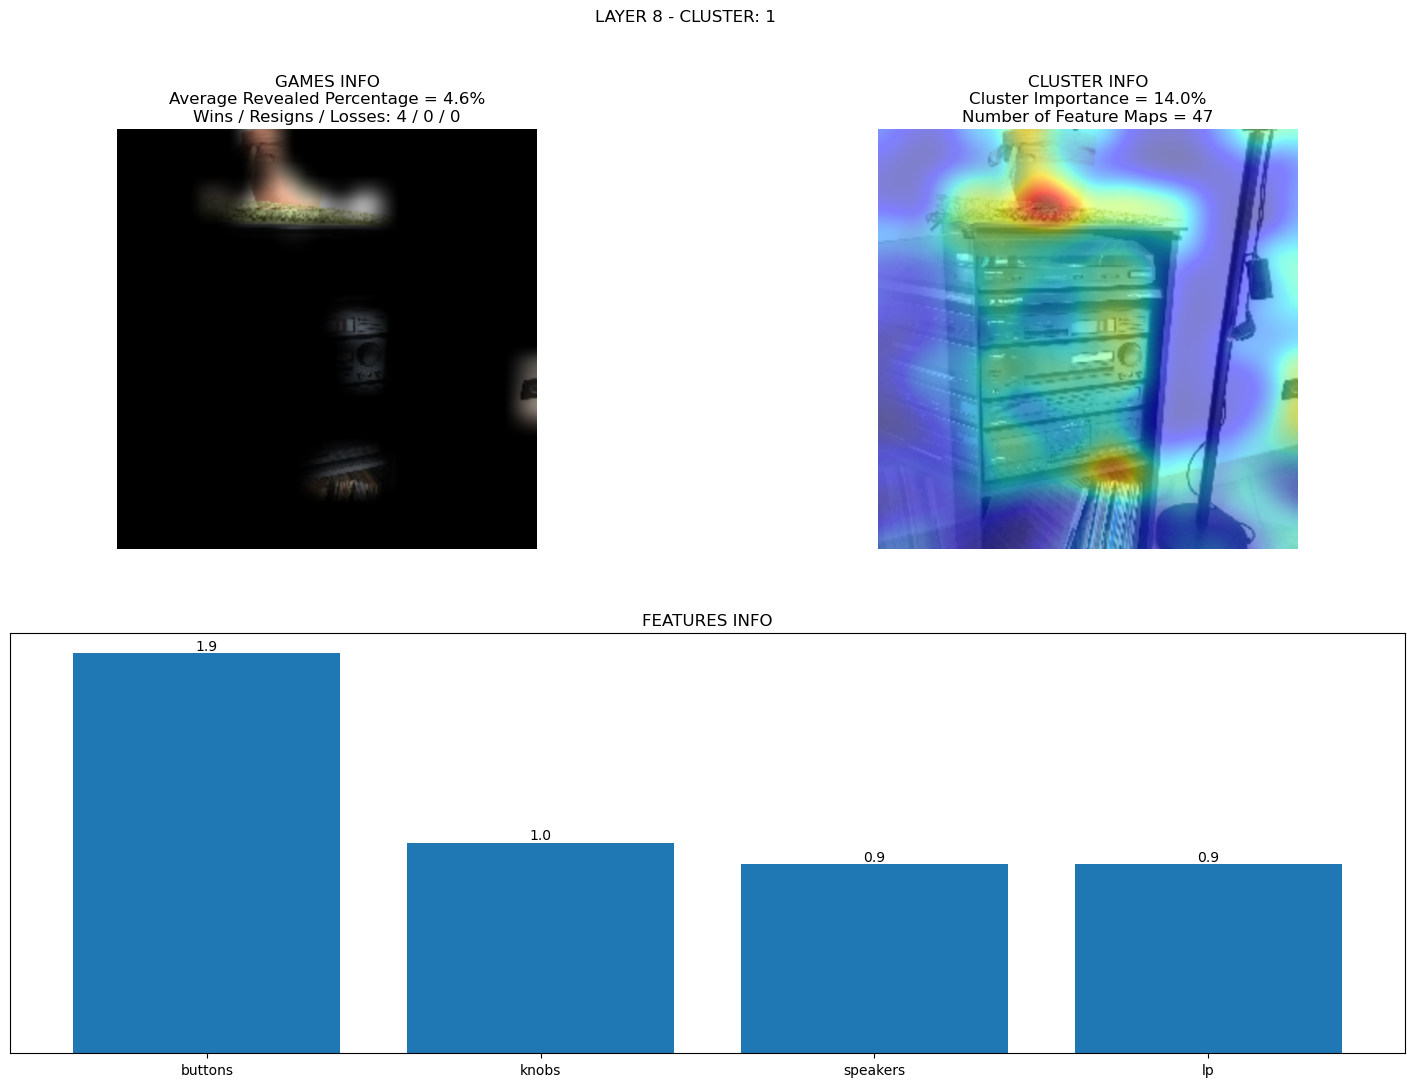 LAYER 8 - CLUSTER: 1
GAMES INFO
Average Revealed Percentage = 4.6%
Wins / Resigns / Losses: 4 / 0 / 0
CLUSTER INFO
Cluster Importance = 14.0%
Number of Feature Maps = 47
FEATURES INFO
1.9
1.0
0.9
0.9
buttons
knobs
speakers
lp